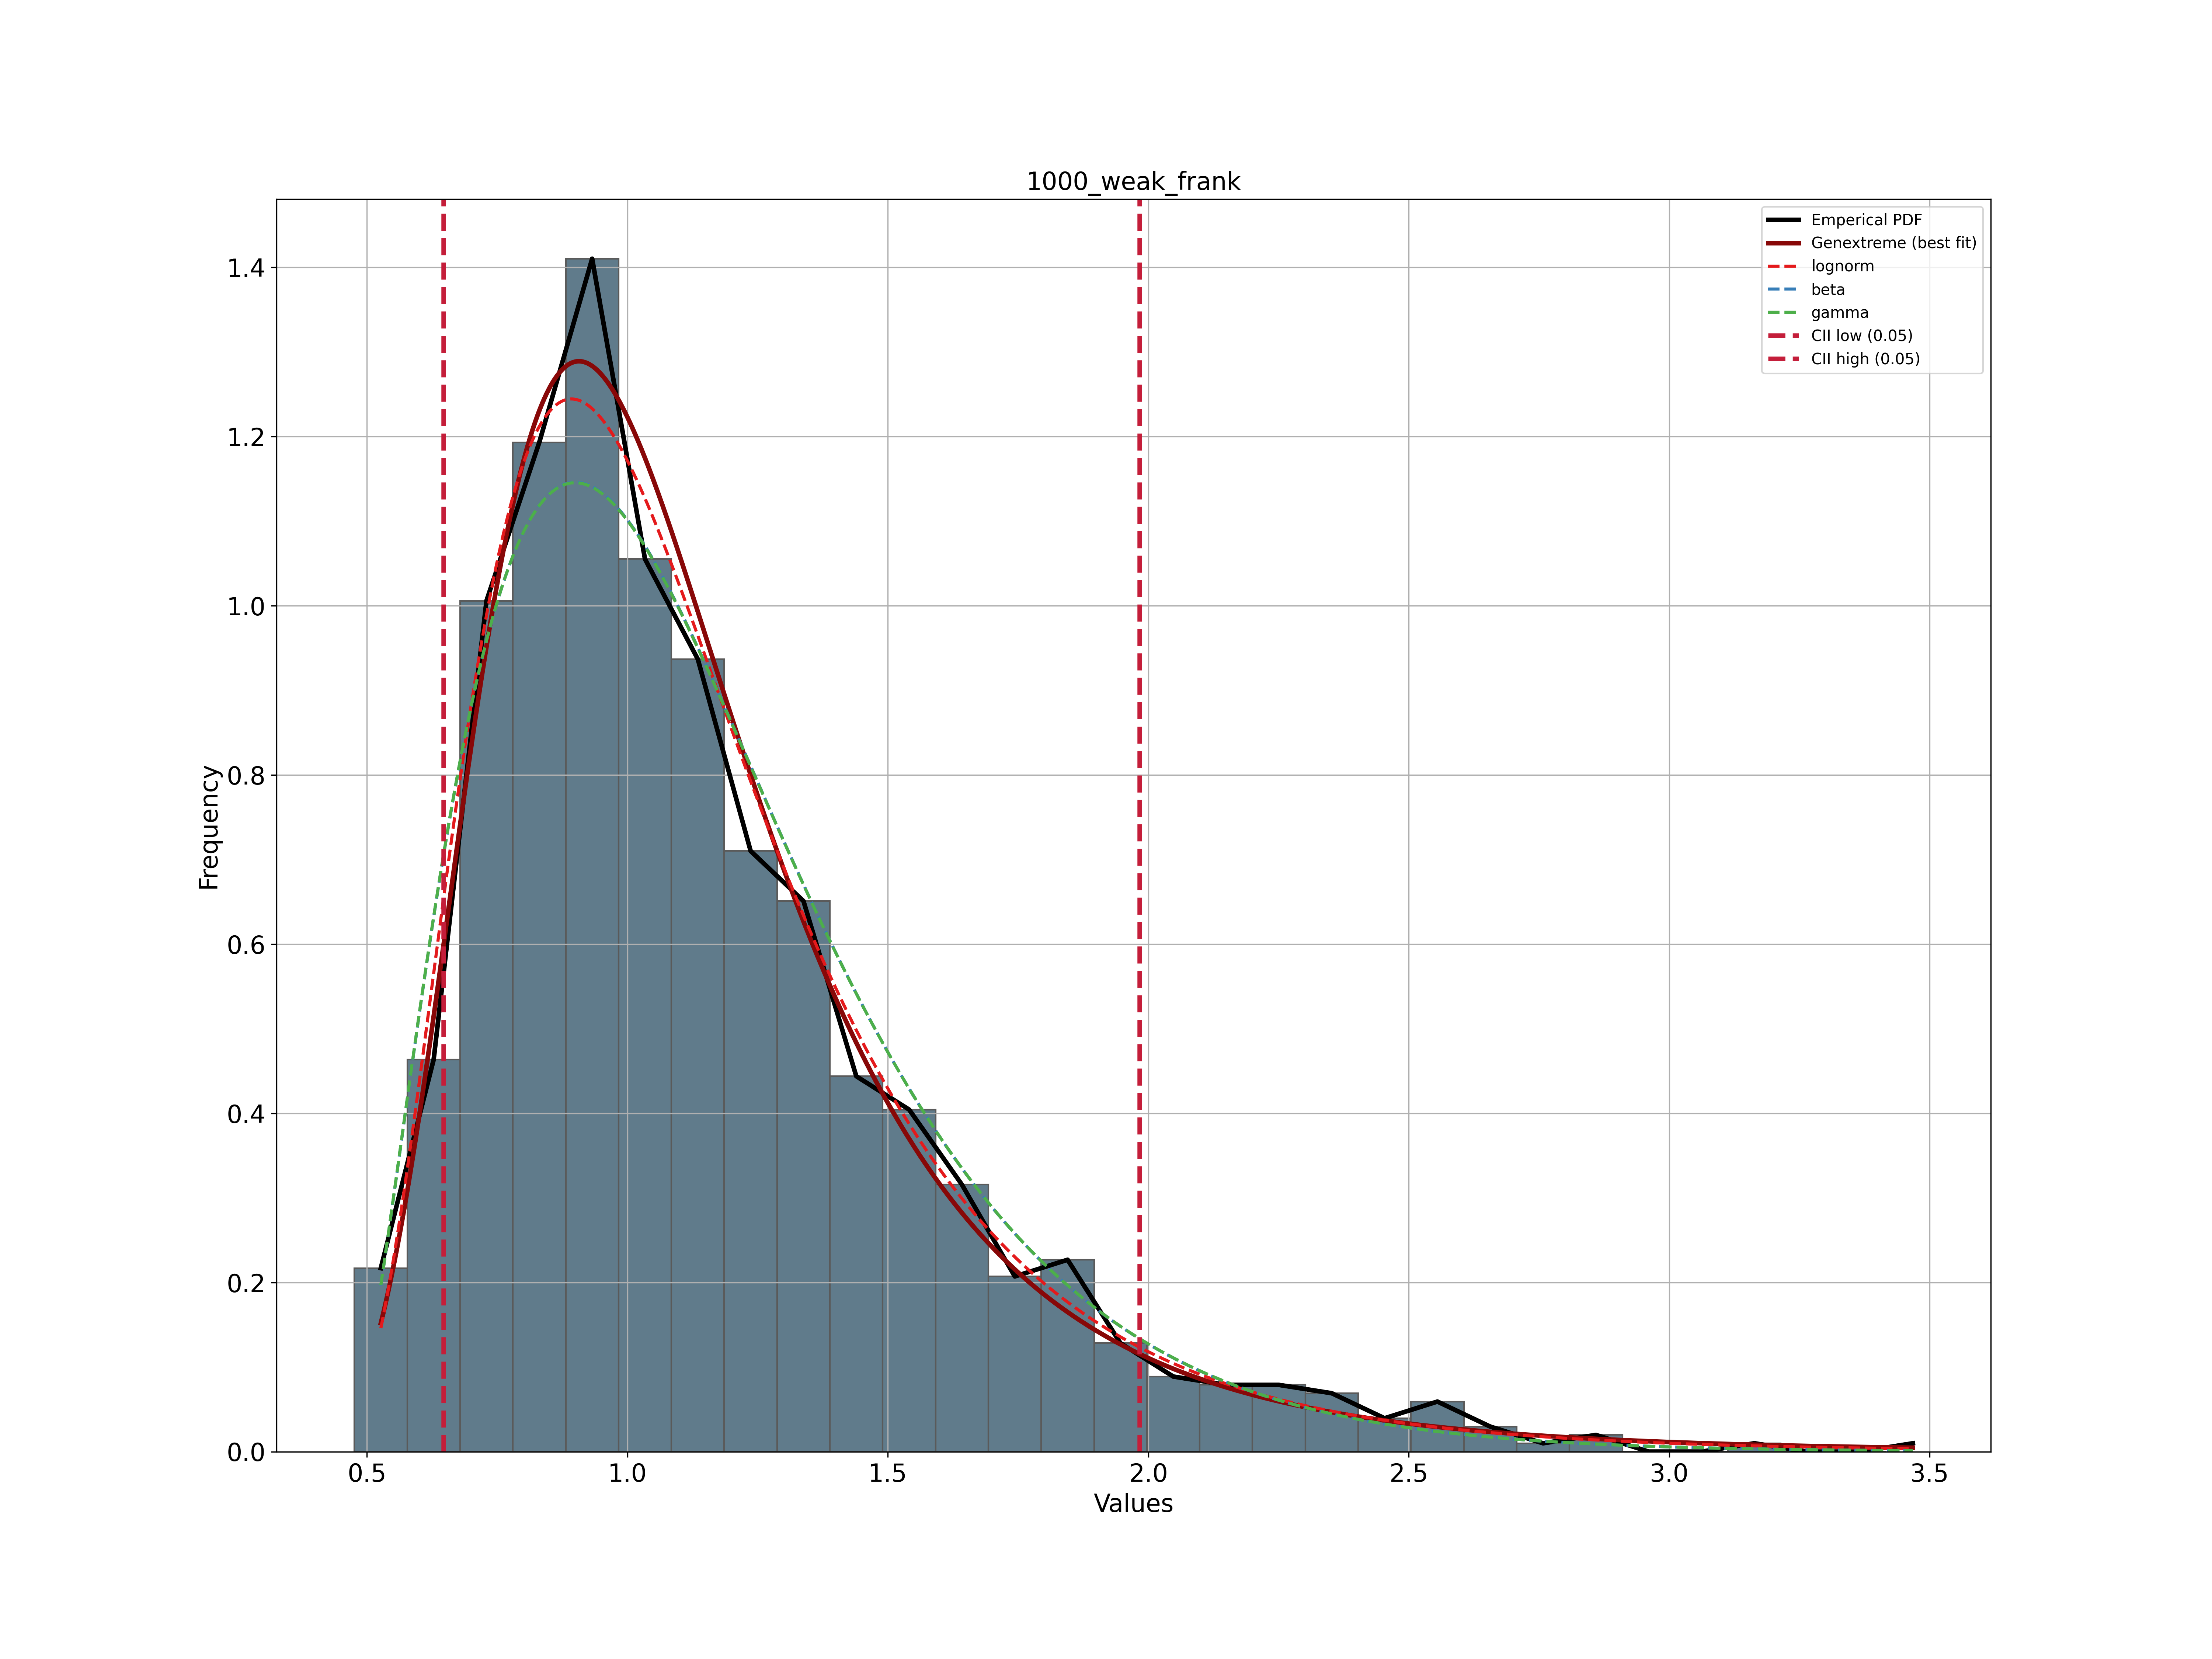 1000_weak_frank
Emperical PDF
Genextreme (best fit)
lognorm
beta
gamma
CII low (0.05)
CII high (0.05)
Frequency
1.4
1.2
1.0
0.8
0.6
0.4
0.2
0.0
0.5 1.0 1.5 2.0 2.5 3.0 3.5
Values